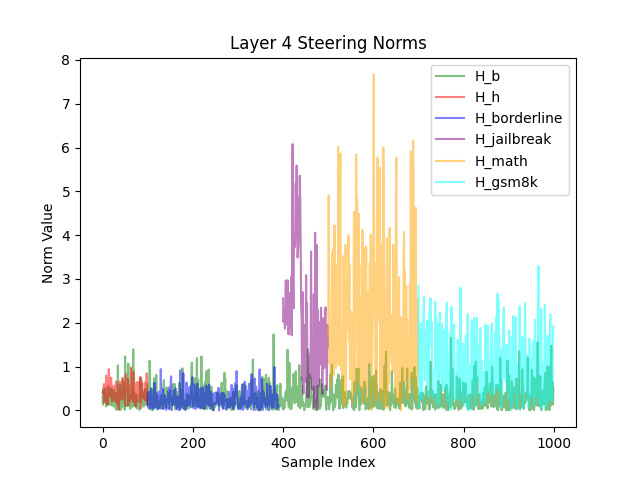 Layer 4 Steering Norms
8
7
6
5
4
3
2
1
0
Norm Value
0
200
400
600
800
1000
Sample Index
H_b
H_h
H_borderline
H_jailbreak
H_math
H_gsm8k